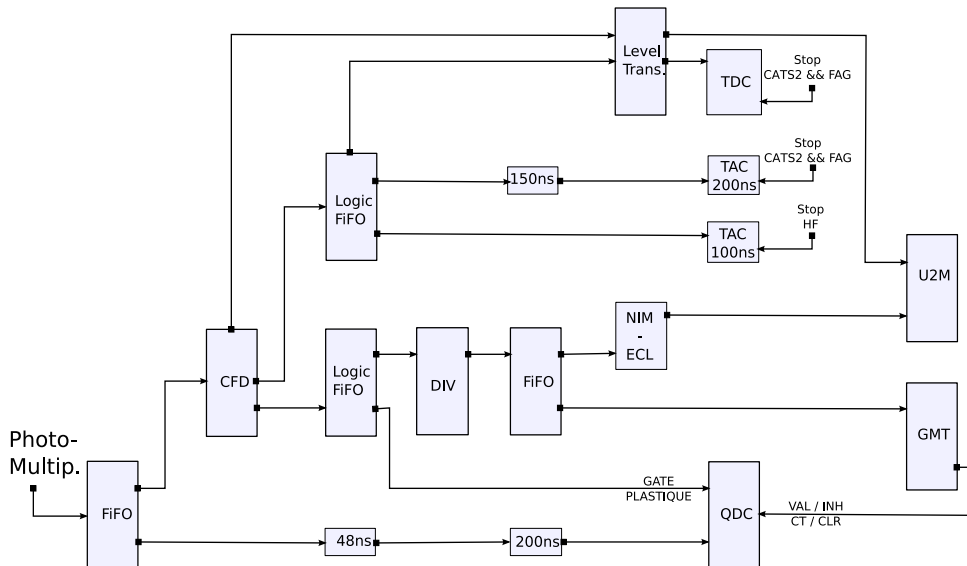 Level
Trans.
Stop
CATS2 && FAG
TDC
Logic
FiFO
150ns
TAC
200ns
Stop
CATS2 && FAG
TAC
100ns
Stop
HF
U2M
NIM
-
ECL
CFD
Logic
FiFO
DIV
FiFO
GMT
Photo-
Multip.
FiFO
GATE
PLASTIQUE
QDC
VAL / INH
CT / CLR
48ns
200ns